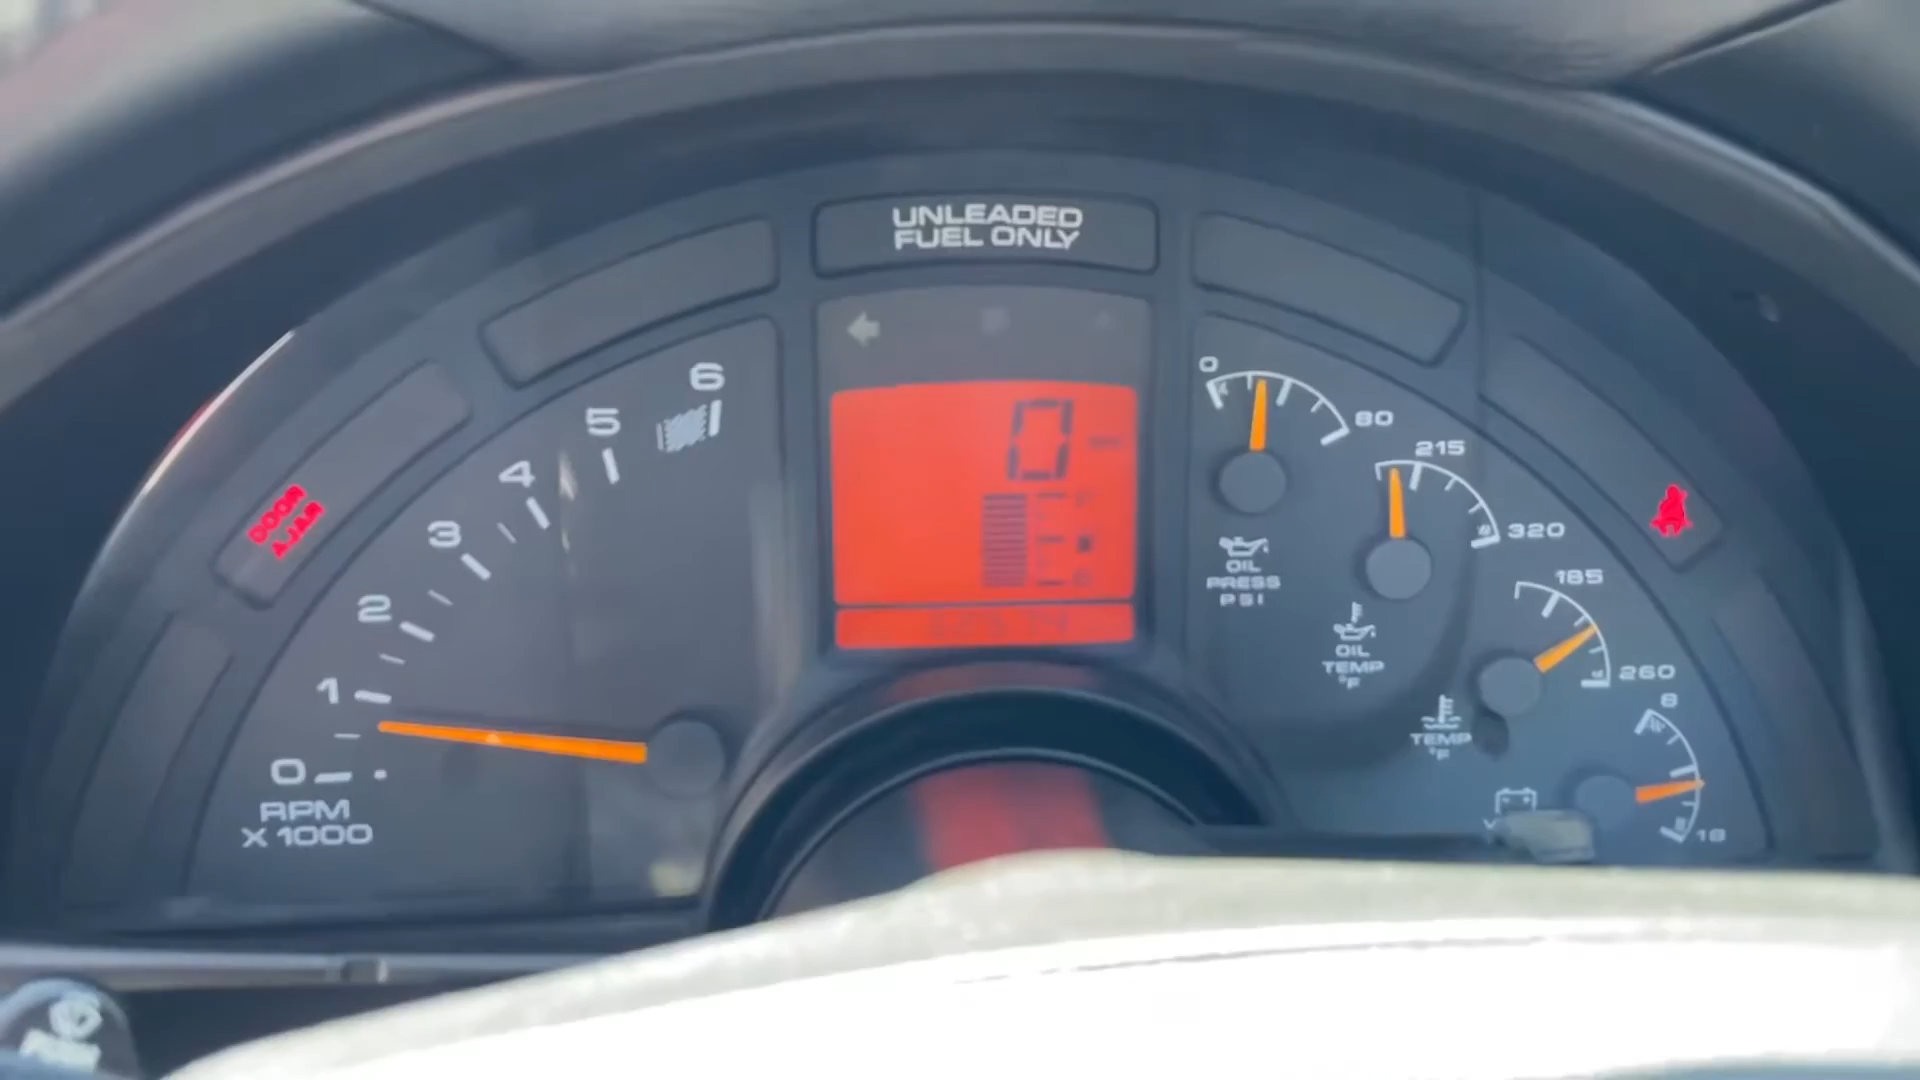 UNLEADED
FUEL ONLY
6
5
4
3
2
1
0
RPM
X 1000
DOOR
AJAR
0
0
80
OIL
PRESS
PSI
215
320
OIL
TEMP
°F
185
260
TEMP
°F
8
18